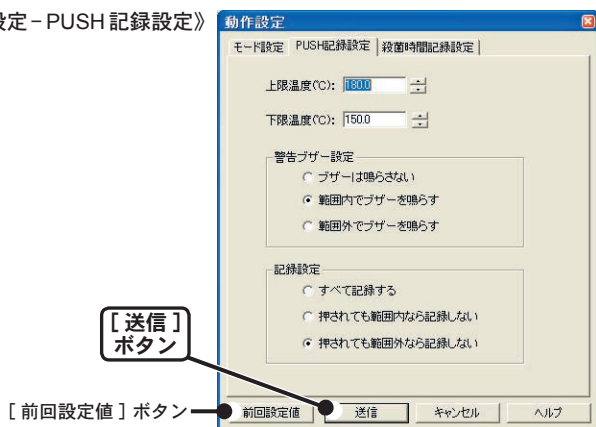 定－PUSH記録設定》
動作設定
モード設定 PUSH記録設定 殺菌時間記録設定
上限温度(℃): 180.0
下限温度(℃): 150.0
警告ブザー設定
ブザーは鳴らさない
範囲内でブザーを鳴らす
範囲外でブザーを鳴らす
記録設定
すべて記録する
押されても範囲内なら記録しない
押されても範囲外なら記録しない
[送信]
ボタン
[前回設定値]ボタン
前回設定値 送信 キャンセル ヘルプ